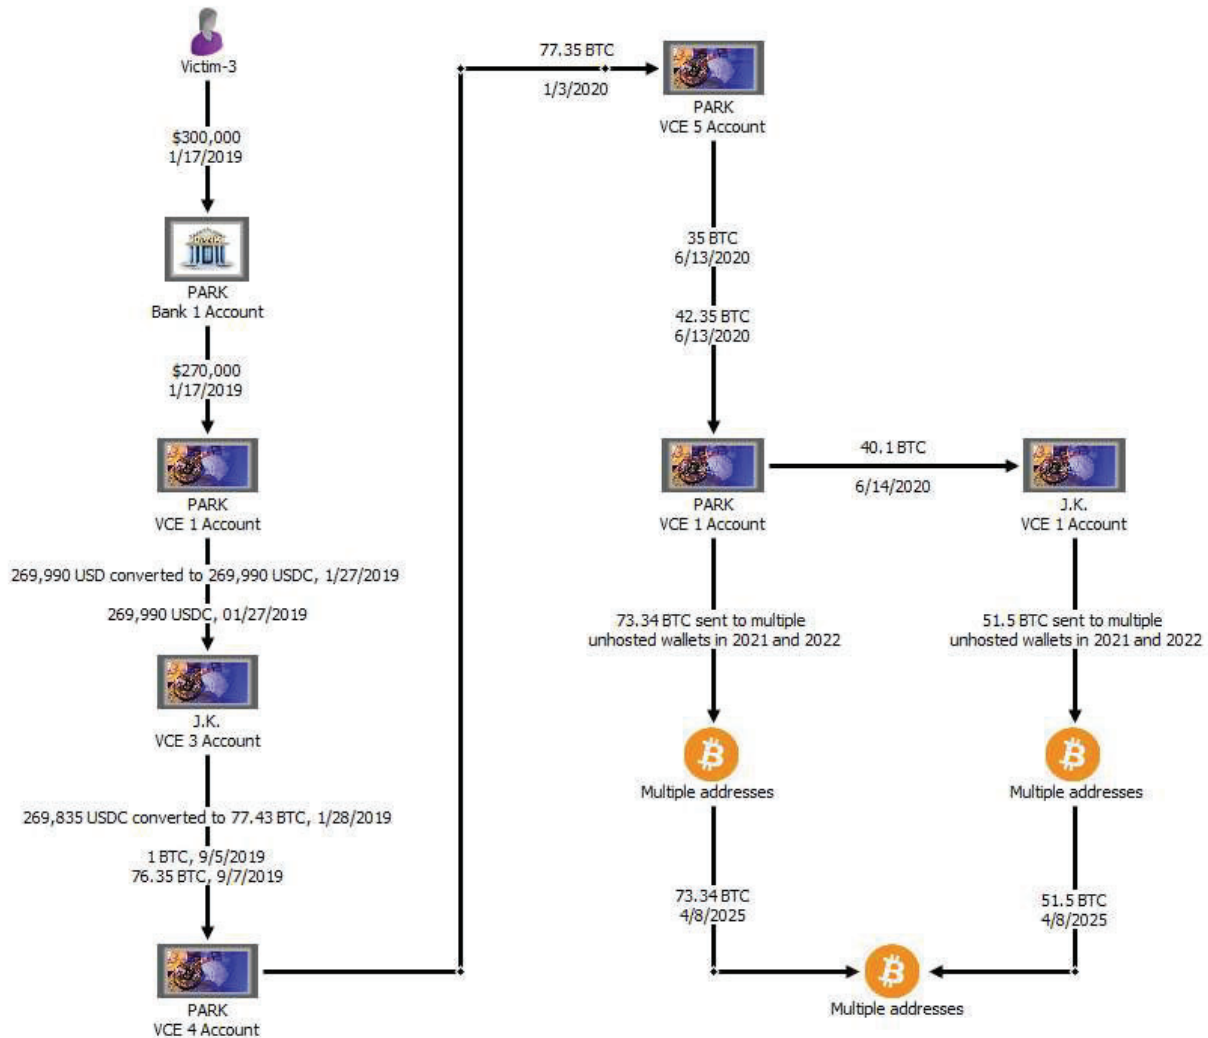 Victim-3
$300,000
1/17/2019
PARK
Bank 1 Account
$270,000
1/17/2019
PARK
VCE 1 Account
269,990 USD converted to 269,990 USDC, 1/27/2019
269,990 USDC, 01/27/2019
J.K.
VCE 3 Account
269,835 USDC converted to 77.43 BTC, 1/28/2019
1 BTC, 9/5/2019
76.35 BTC, 9/7/2019
PARK
VCE 4 Account
77.35 BTC
1/3/2020
PARK
VCE 5 Account
35 BTC
6/13/2020
42.35 BTC
6/13/2020
PARK
VCE 1 Account
40.1 BTC
6/14/2020
J.K.
VCE 1 Account
73.34 BTC sent to multiple
unhosted wallets in 2021 and 2022
51.5 BTC sent to multiple
unhosted wallets in 2021 and 2022
Multiple addresses
Multiple addresses
73.34 BTC
4/8/2025
51.5 BTC
4/8/2025
Multiple addresses